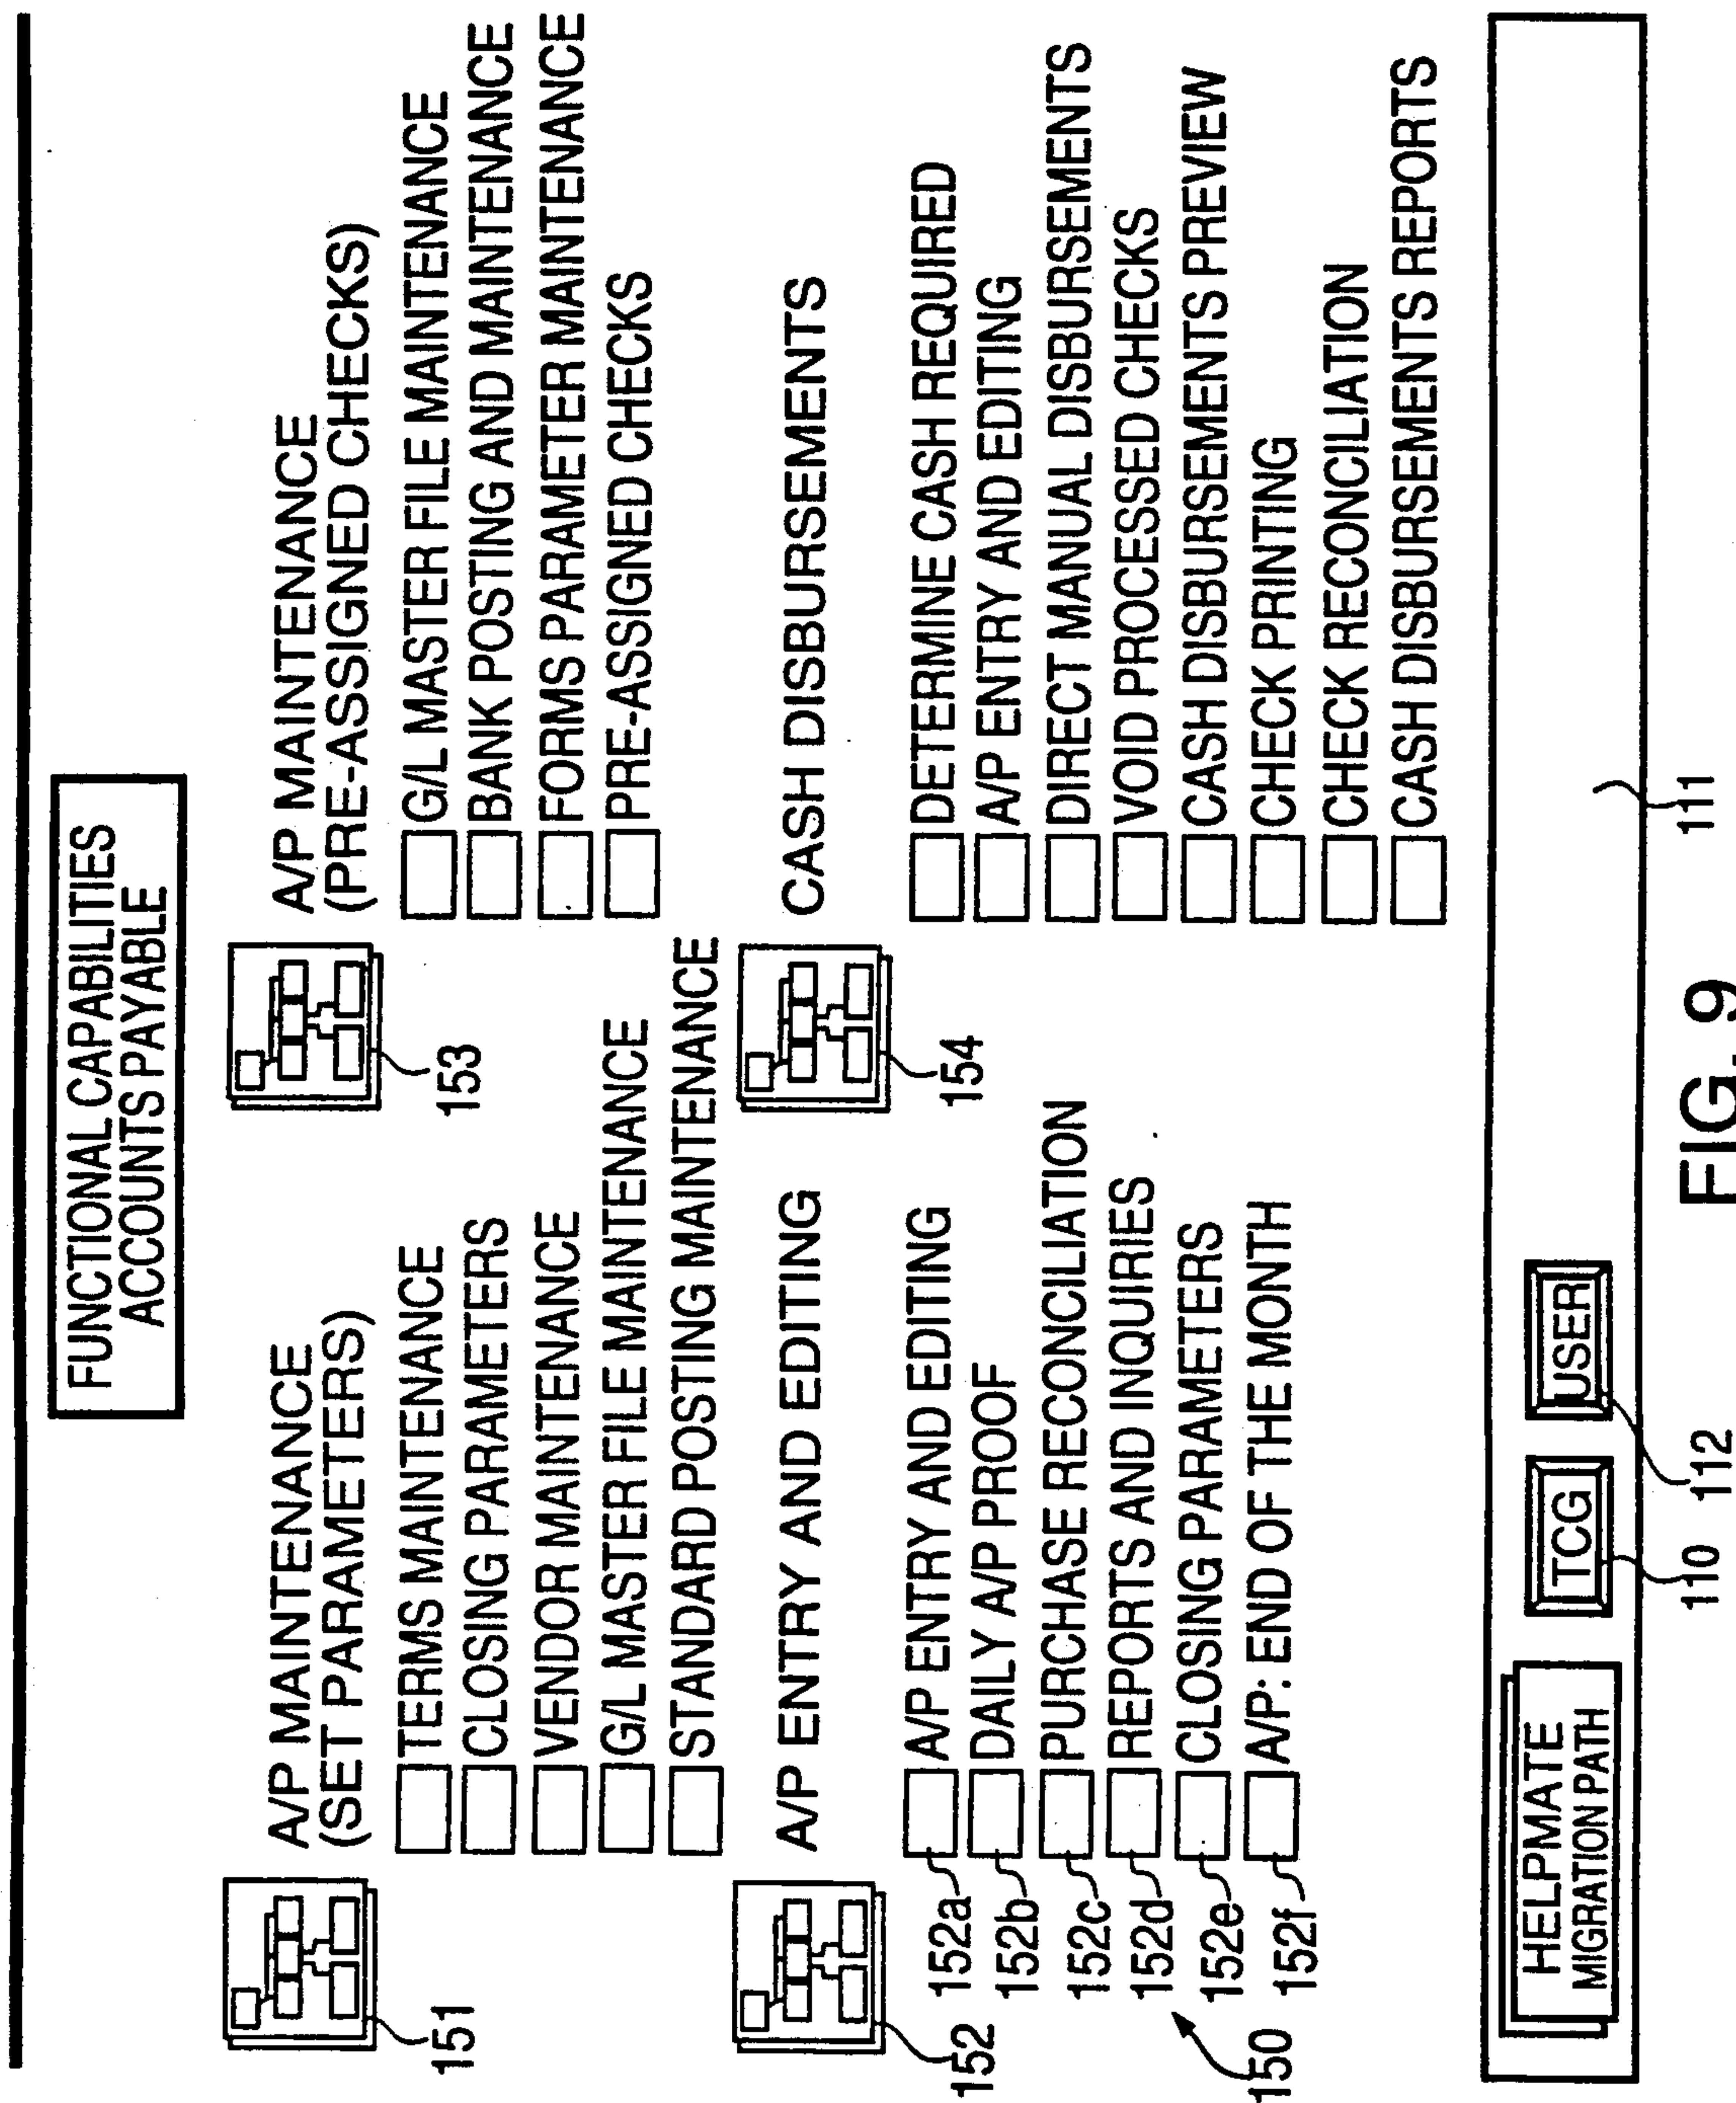 FUNCTIONAL CAPABILITIES
ACCOUNTS PAYABLE
151
A/P MAINTENANCE
(SET PARAMETERS)
TERMS MAINTENANCE
CLOSING PARAMETERS
VENDOR MAINTENANCE
G/L MASTER FILE MAINTENANCE
STANDARD POSTING MAINTENANCE
153
A/P MAINTENANCE
(PRE-ASSIGNED CHECKS)
G/L MASTER FILE MAINTENANCE
BANK POSTING AND MAINTENANCE
FORMS PARAMETER MAINTENANCE
PRE-ASSIGNED CHECKS
152
A/P ENTRY AND EDITING
152a A/P ENTRY AND EDITING
152b DAILY A/P PROOF
152c PURCHASE RECONCILIATION
152d REPORTS AND INQUIRIES
152e CLOSING PARAMETERS
152f A/P: END OF THE MONTH
150
154
CASH DISBURSEMENTS
DETERMINE CASH REQUIRED
A/P ENTRY AND EDITING
DIRECT MANUAL DISBURSEMENTS
VOID PROCESSED CHECKS
CASH DISBURSEMENTS PREVIEW
CHECK PRINTING
CHECK RECONCILIATION
CASH DISBURSEMENTS REPORTS
HELPMATE
MIGRATION PATH
TCG
USER
110
112
111
FIG. 9